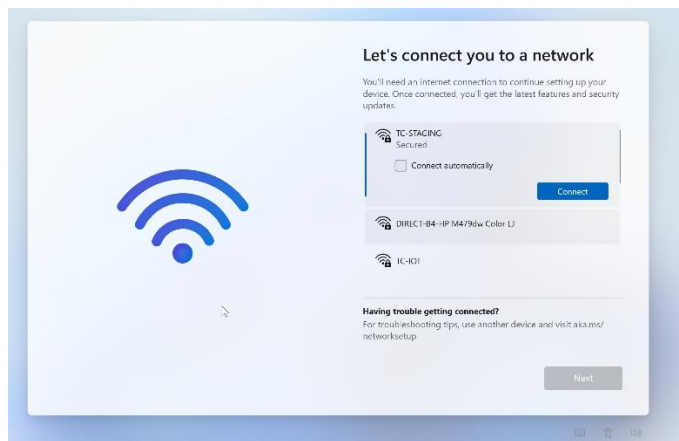 Let's connect you to a network
You'll need an internet connection to continue setting up your
device. Once connected, you'll get the latest features and security
updates.
TC-STAGING
Secured
Connect automatically
Connect
DIRECT-B4-HP M479dw Color LJ
TC-IOT
Having trouble getting connected?
For troubleshooting tips, use another device and visit aka.ms/
networksetup
Next